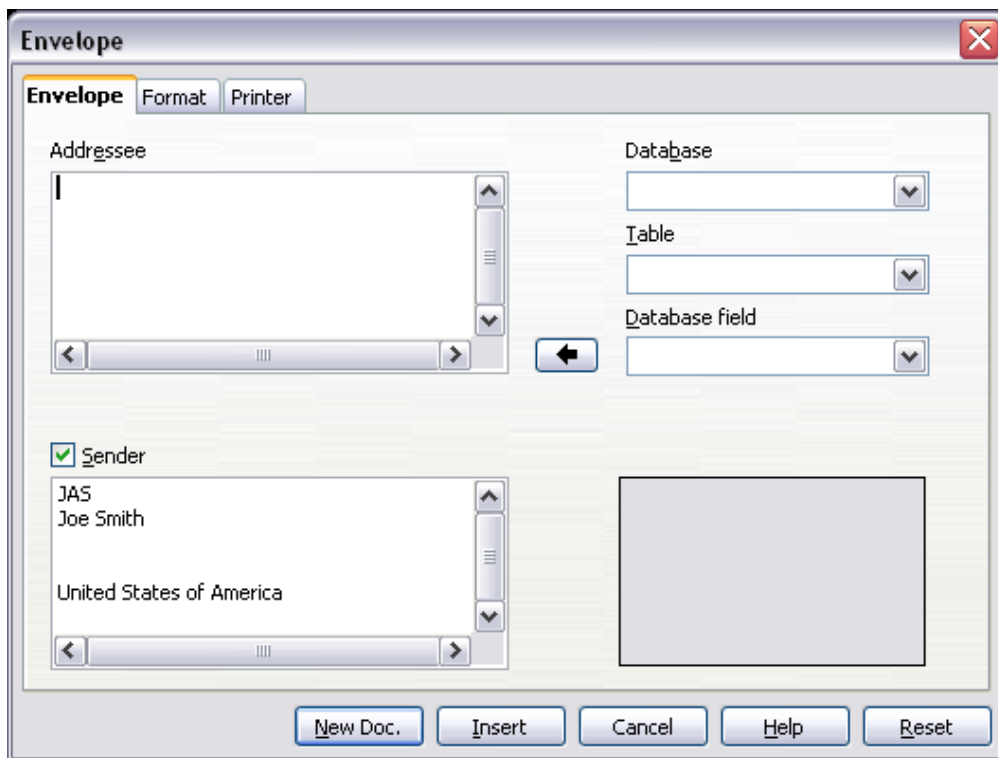 Envelope
Envelope Format Printer
Addressee
Database
Table
Database field
Sender
JAS
Joe Smith
United States of America
New Doc. Insert Cancel Help Reset